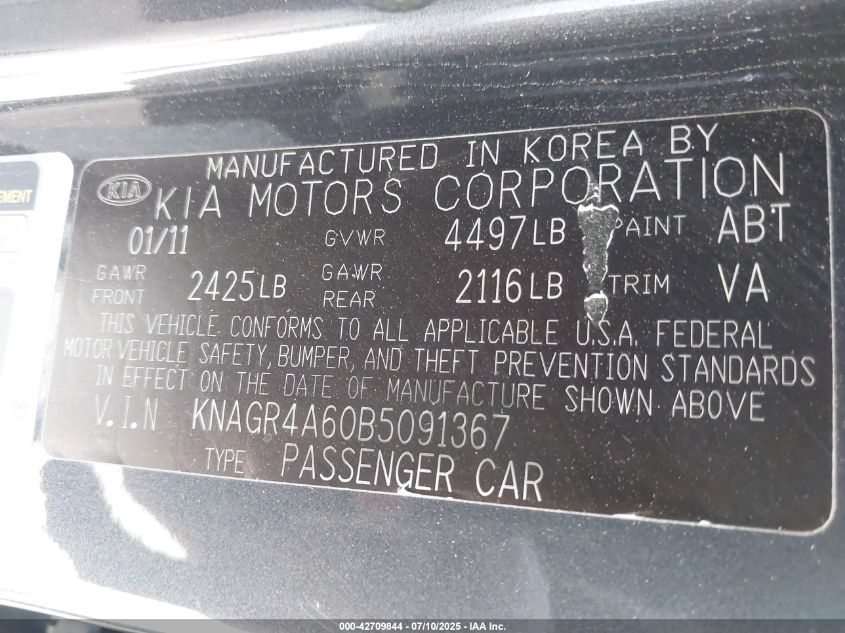 EMENT
MANUFACTURED IN KOREA BY
KIA KIA MOTORS CORPORATION
01/11 GVWR 4497LB PAINT ABT
GAWR FRONT 2425LB GAWR REAR 2116LB TRIM VA
THIS VEHICLE CONFORMS TO ALL APPLICABLE U.S.A. FEDERAL
MOTOR VEHICLE SAFETY, BUMPER, AND THEFT PREVENTION STANDARDS
IN EFFECT ON THE DATE OF MANUFACTURE SHOWN ABOVE
V.I.N KNAGR4A60B5091367
TYPE PASSENGER CAR
000-42709844 / 07/10/2025 - IAA Inc.